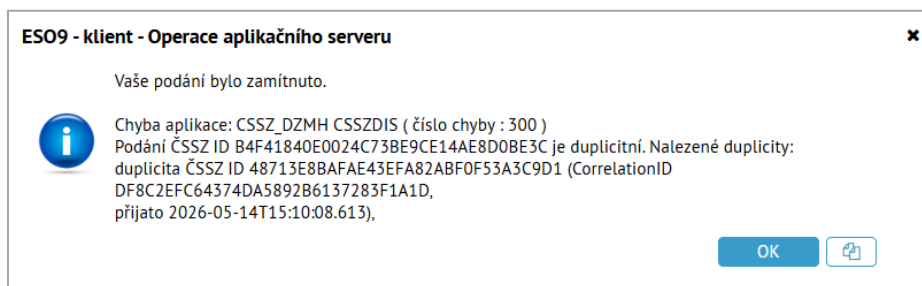 ESO9 - klient - Operace aplikačního serveru
Vaše podání bylo zamítnuto.
Chyba aplikace: CSSZ_DZMH CSSZDIS ( číslo chyby : 300 )
Podání ČSSZ ID B4F41840E0024C73BE9CE14AE8D0BE3C je duplicitní. Nalezené duplicity:
duplicita ČSSZ ID 48713E8BAFAE43EFA82ABF0F53A3C9D1 (CorrelationID
DF8C2EFC64374DA5892B6137283F1A1D,
přijato 2026-05-14T15:10:08.613),
OK